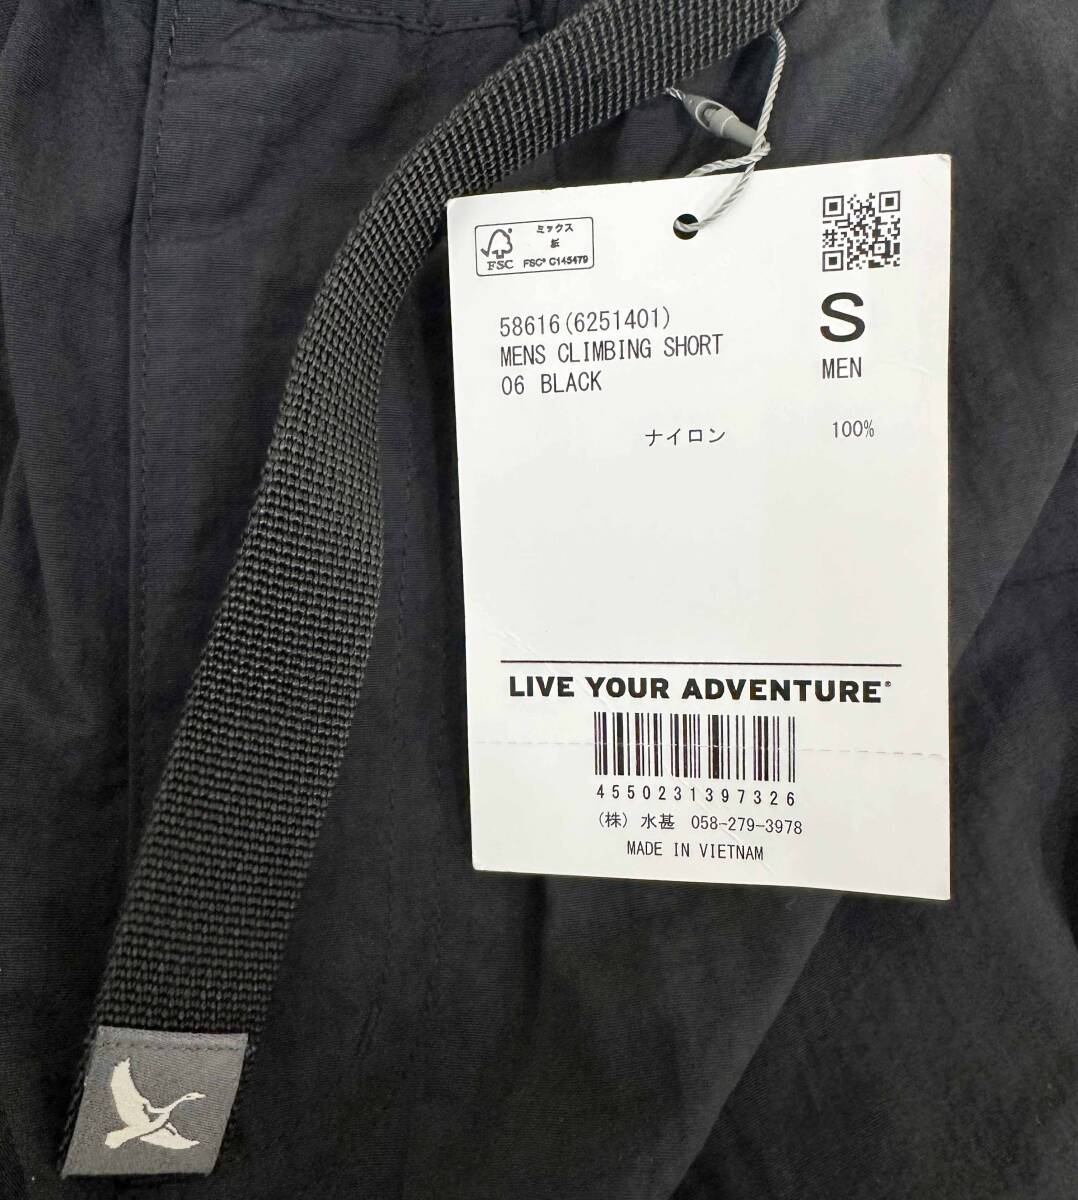 ミックス
紙
FSC
FSC® C145479
58616(6251401)
MENS CLIMBING SHORT
06 BLACK
S
MEN
ナイロン 100%
LIVE YOUR ADVENTURE®
4550231397326
(株) 水甚 058-279-3978
MADE IN VIETNAM